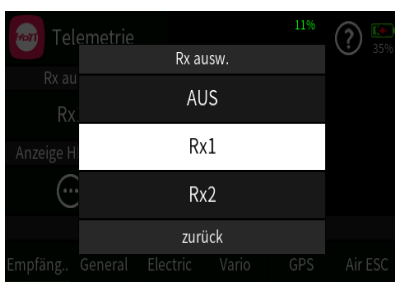 HoTT Telemetrie
11%
?
35%
Rx au
Rx ausw.
AUS
Rx1
Rx2
zurück
Rx
Anzeige H
Empfäng.. General Electric Vario GPS Air ESC